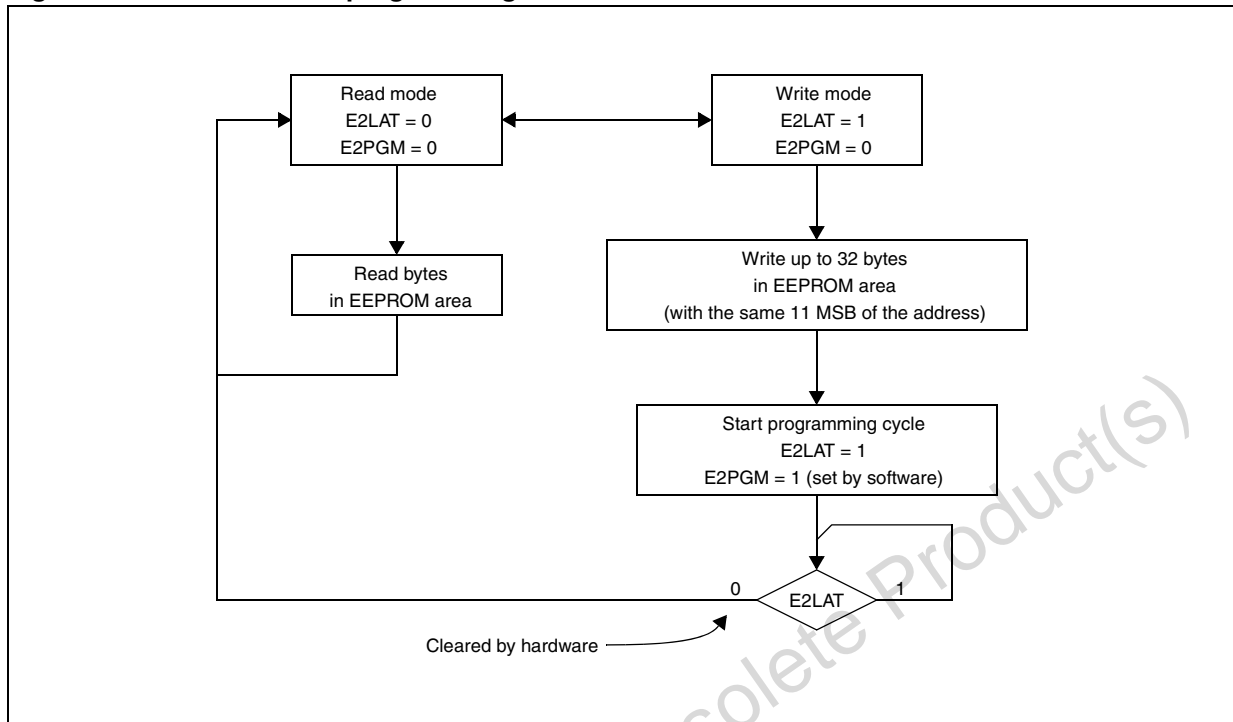 Read mode
E2LAT = 0
E2PGM = 0
Write mode
E2LAT = 1
E2PGM = 0
Read bytes
in EEPROM area
Write up to 32 bytes
in EEPROM area
(with the same 11 MSB of the address)
Start programming cycle
E2LAT = 1
E2PGM = 1 (set by software)
0
E2LAT
1
Cleared by hardware
solete Product(s)